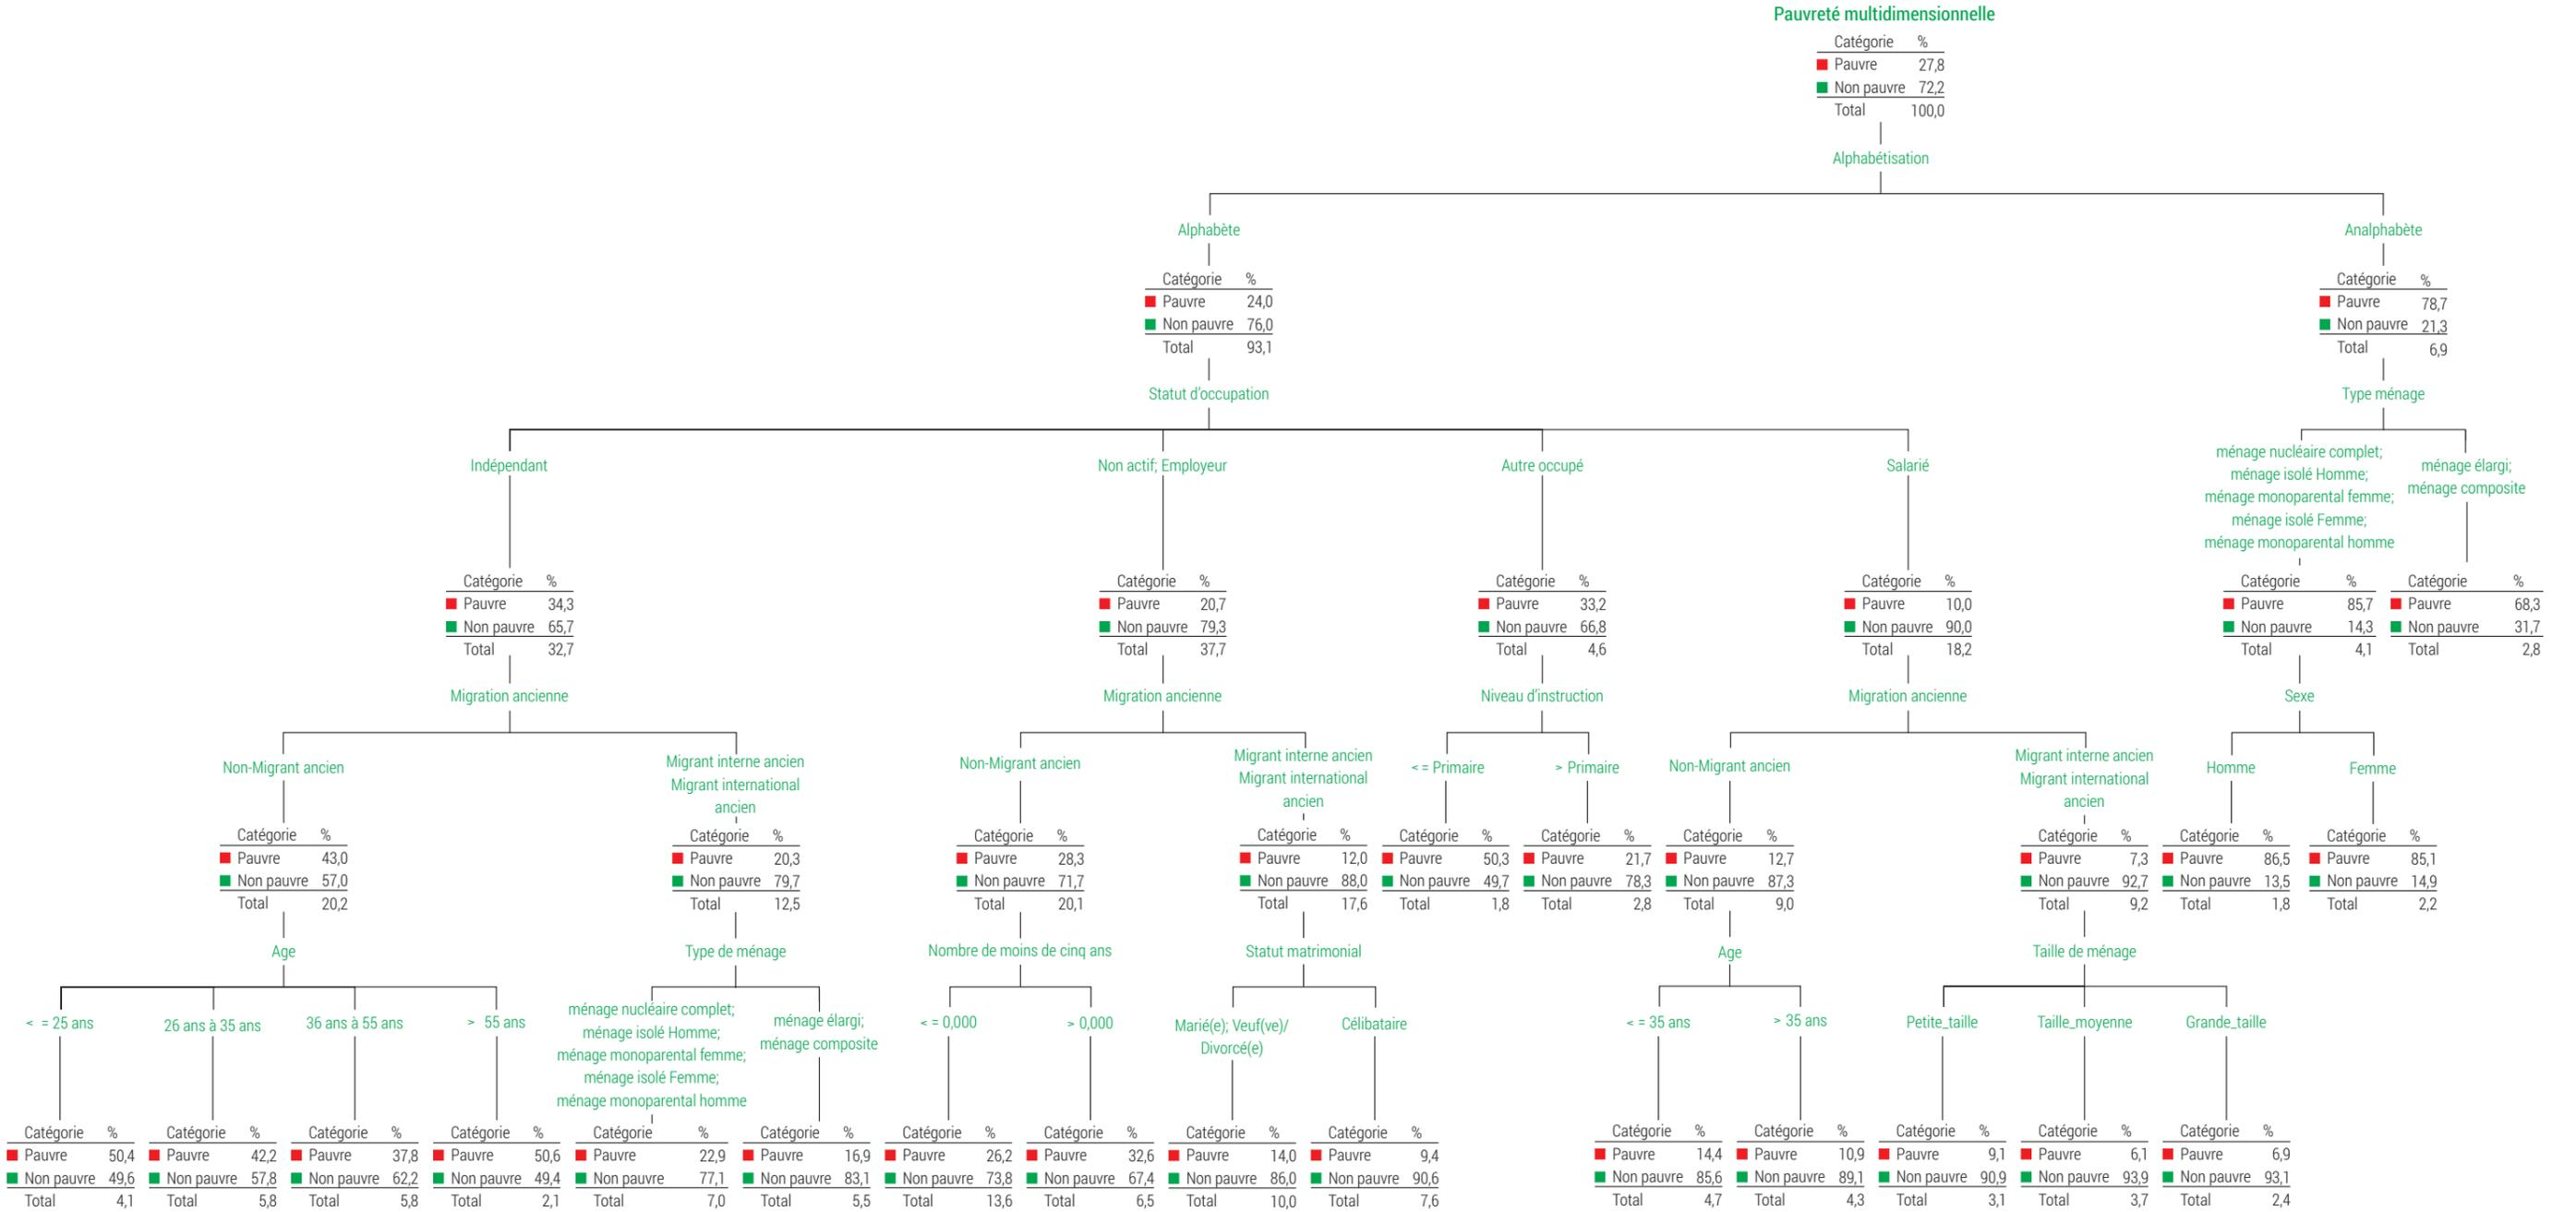 Pauvreté multidimensionnelle
Catégorie %
Pauvre 27,8
Non pauvre 72,2
Total 100,0
Alphabétisation
Alphabète
Catégorie %
Pauvre 24,0
Non pauvre 76,0
Total 93,1
Statut d'occupation
Analphabète
Catégorie %
Pauvre 78,7
Non pauvre 21,3
Total 6,9
Type ménage
Indépendant
Catégorie %
Pauvre 34,3
Non pauvre 65,7
Total 32,7
Migration ancienne
Non actif; Employeur
Catégorie %
Pauvre 20,7
Non pauvre 79,3
Total 37,7
Migration ancienne
Autre occupé
Catégorie %
Pauvre 33,2
Non pauvre 66,8
Total 4,6
Niveau d'instruction
Salarié
Catégorie %
Pauvre 10,0
Non pauvre 90,0
Total 18,2
Migration ancienne
ménage nucléaire complet;
ménage isolé Homme;
ménage monoparental femme;
ménage isolé Femme;
ménage monoparental homme
Catégorie %
Pauvre 85,7
Non pauvre 14,3
Total 4,1
Sexe
ménage élargi;
ménage composite
Catégorie %
Pauvre 68,3
Non pauvre 31,7
Total 2,8
Non-Migrant ancien
Catégorie %
Pauvre 43,0
Non pauvre 57,0
Total 20,2
Age
Migrant interne ancien
Migrant international
ancien
Catégorie %
Pauvre 20,3
Non pauvre 79,7
Total 12,5
Type de ménage
Non-Migrant ancien
Catégorie %
Pauvre 28,3
Non pauvre 71,7
Total 20,1
Nombre de moins de cinq ans
Migrant interne ancien
Migrant international
ancien
Catégorie %
Pauvre 12,0
Non pauvre 88,0
Total 17,6
Statut matrimonial
< = Primaire
Catégorie %
Pauvre 50,3
Non pauvre 49,7
Total 1,8
> Primaire
Catégorie %
Pauvre 21,7
Non pauvre 78,3
Total 2,8
Non-Migrant ancien
Catégorie %
Pauvre 12,7
Non pauvre 87,3
Total 9,0
Age
Migrant interne ancien
Migrant international
ancien
Catégorie %
Pauvre 7,3
Non pauvre 92,7
Total 9,2
Taille de ménage
Homme
Catégorie %
Pauvre 86,5
Non pauvre 13,5
Total 1,8
Femme
Catégorie %
Pauvre 85,1
Non pauvre 14,9
Total 2,2
< = 25 ans
Catégorie %
Pauvre 50,4
Non pauvre 49,6
Total 4,1
26 ans à 35 ans
Catégorie %
Pauvre 42,2
Non pauvre 57,8
Total 5,8
36 ans à 55 ans
Catégorie %
Pauvre 37,8
Non pauvre 62,2
Total 5,8
> 55 ans
Catégorie %
Pauvre 50,6
Non pauvre 49,4
Total 2,1
ménage nucléaire complet;
ménage isolé Homme;
ménage monoparental femme;
ménage isolé Femme;
ménage monoparental homme
Catégorie %
Pauvre 22,9
Non pauvre 77,1
Total 7,0
ménage élargi;
ménage composite
Catégorie %
Pauvre 16,9
Non pauvre 83,1
Total 5,5
< = 0,000
Catégorie %
Pauvre 26,2
Non pauvre 73,8
Total 13,6
> 0,000
Catégorie %
Pauvre 32,6
Non pauvre 67,4
Total 6,5
Marié(e); Veuf(ve)/
Divorcé(e)
Catégorie %
Pauvre 14,0
Non pauvre 86,0
Total 10,0
Célibataire
Catégorie %
Pauvre 9,4
Non pauvre 90,6
Total 7,6
< = 35 ans
Catégorie %
Pauvre 14,4
Non pauvre 85,6
Total 4,7
> 35 ans
Catégorie %
Pauvre 10,9
Non pauvre 89,1
Total 4,3
Petite_taille
Catégorie %
Pauvre 9,1
Non pauvre 90,9
Total 3,1
Taille_moyenne
Catégorie %
Pauvre 6,1
Non pauvre 93,9
Total 3,7
Grande_taille
Catégorie %
Pauvre 6,9
Non pauvre 93,1
Total 2,4